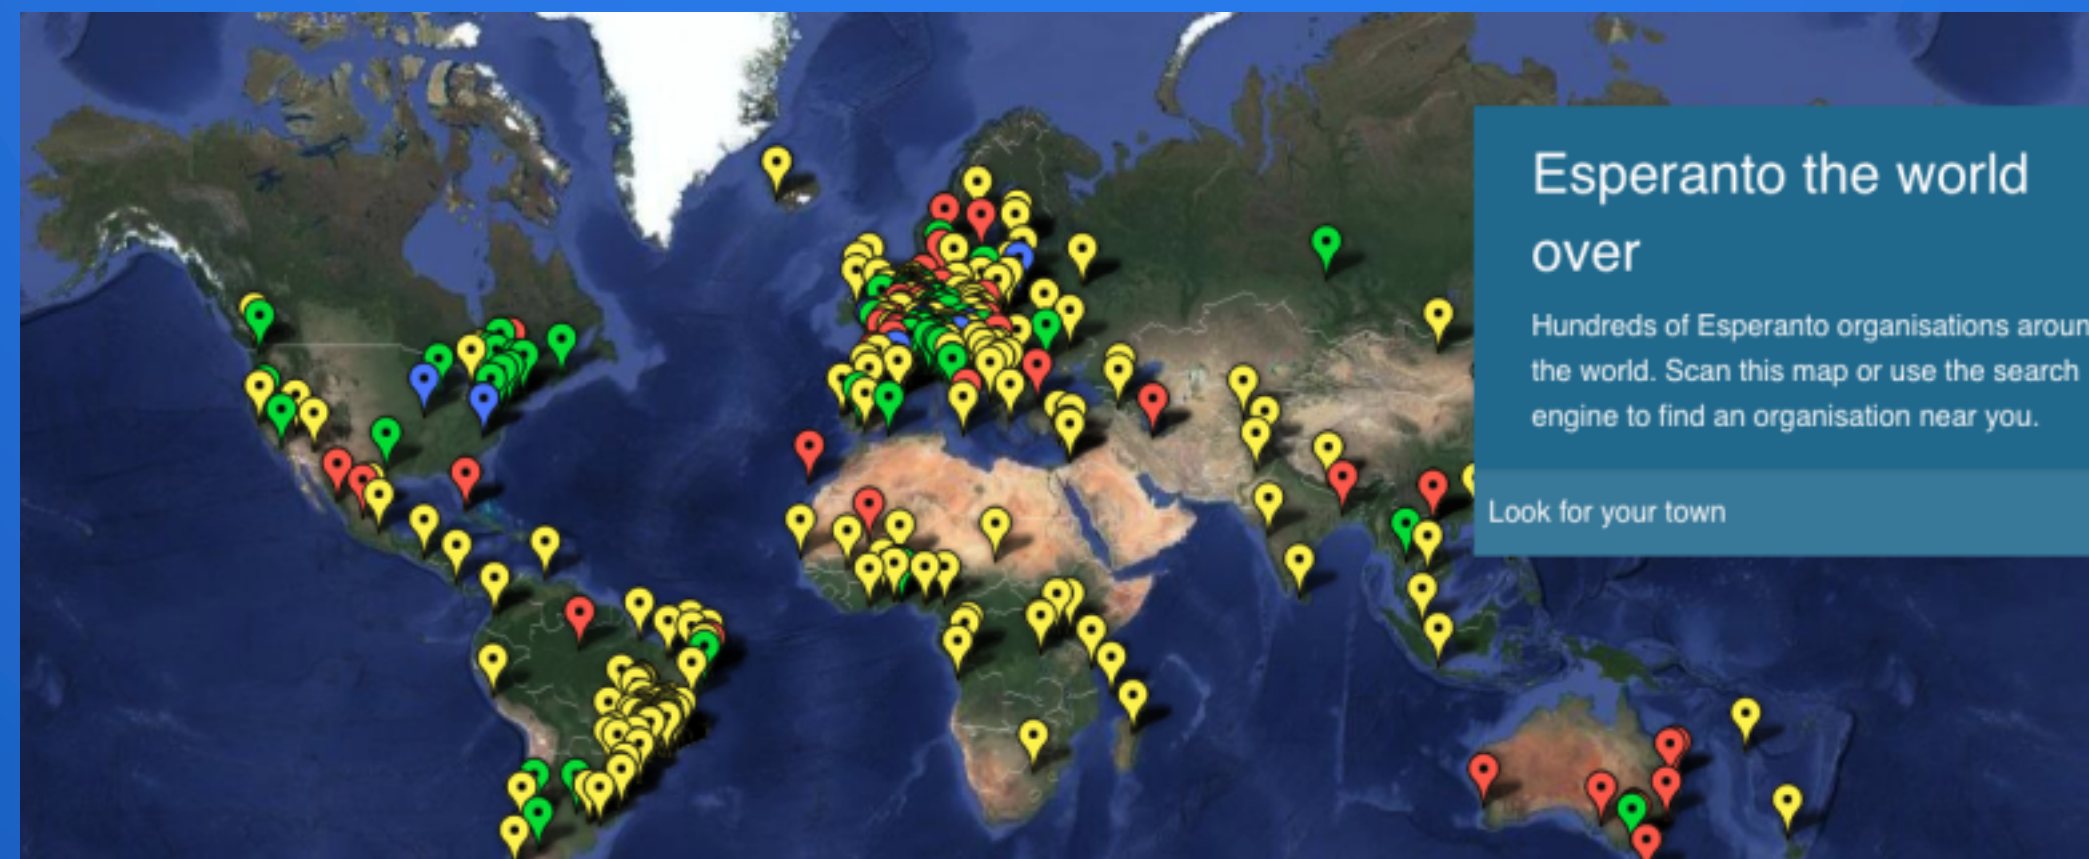 Esperanto the world
over
Hundreds of Esperanto organisations aroun
the world. Scan this map or use the search
engine to find an organisation near you.
Look for your town